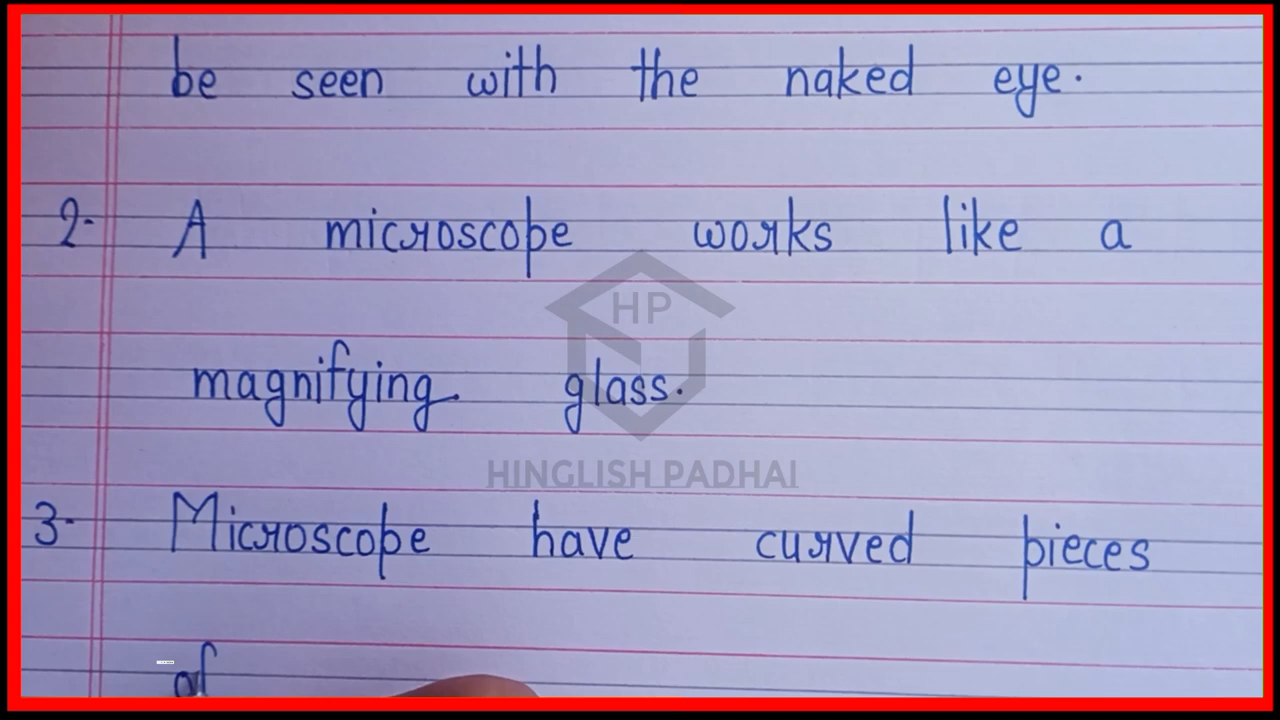 be seen with the naked eye.
2- A microscope works like a
magnifying glass.
HP
HINGLISH PADHAI
3- Microscope have curved pieces
of